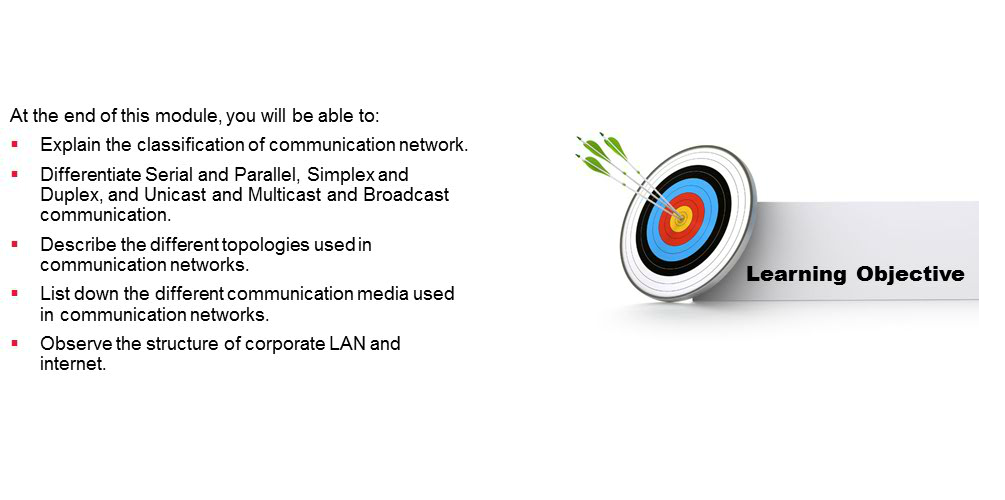 At the end of this module, you will be able to:
▪ Explain the classification of communication network.
▪ Differentiate Serial and Parallel, Simplex and
Duplex, and Unicast and Multicast and Broadcast
communication.
▪ Describe the different topologies used in
communication networks.
▪ List down the different communication media used
in communication networks.
▪ Observe the structure of corporate LAN and
internet.
Learning Objective